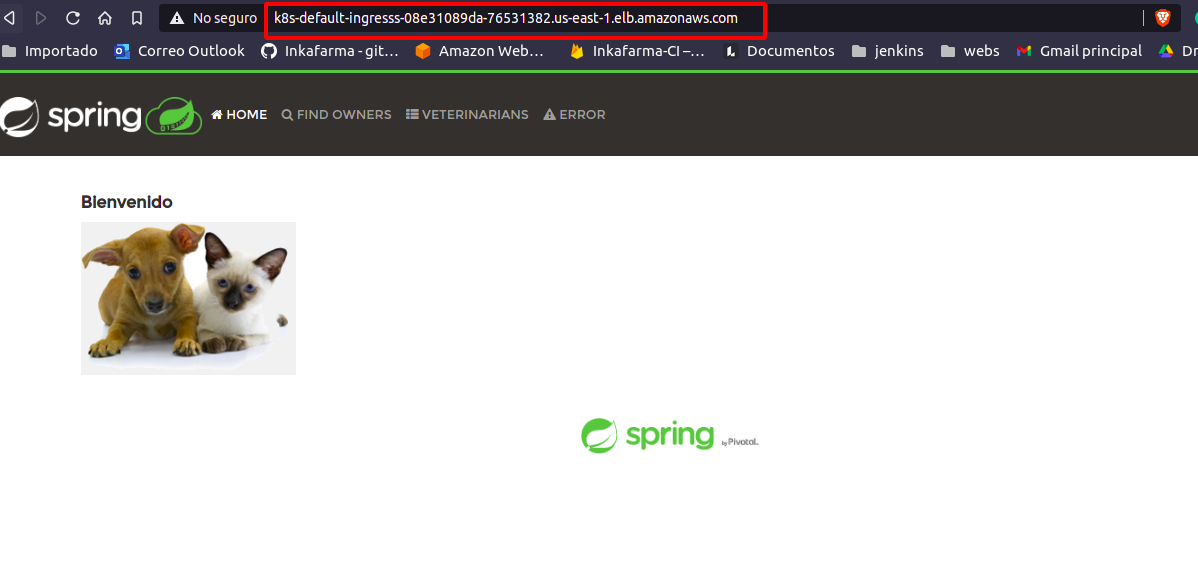 No seguro k8s-default-ingresss-08e31089da-76531382.us-east-1.elb.amazonaws.com
Importado Correo Outlook Inkafarma - git... Amazon Web... Inkafarma-CI –... Documentos jenkins webs Gmail principal Dr
spring HOME FIND OWNERS VETERINARIANS ERROR
Bienvenido
spring by Pivotal.